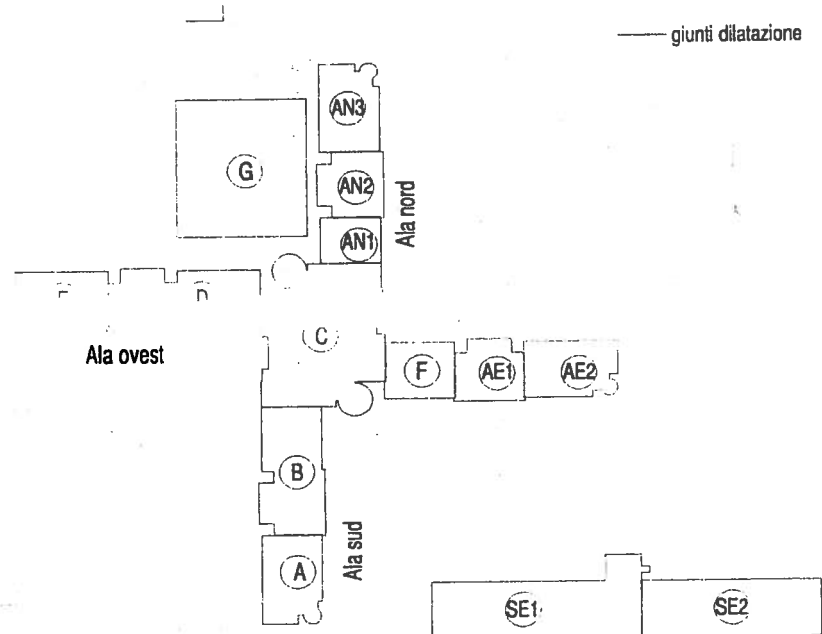 giunti dilatazione
AN3
G
AN2
Ala nord
AN1
C
Ala ovest
F
AE1
AE2
B
Ala sud
A
SE1
SE2